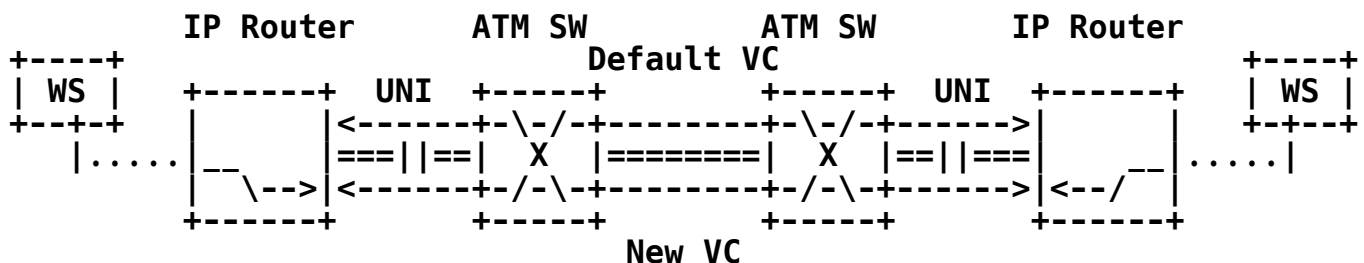 IP Router ATM SW ATM SW IP Router
Default VC
WS UNI UNI WS
New VC